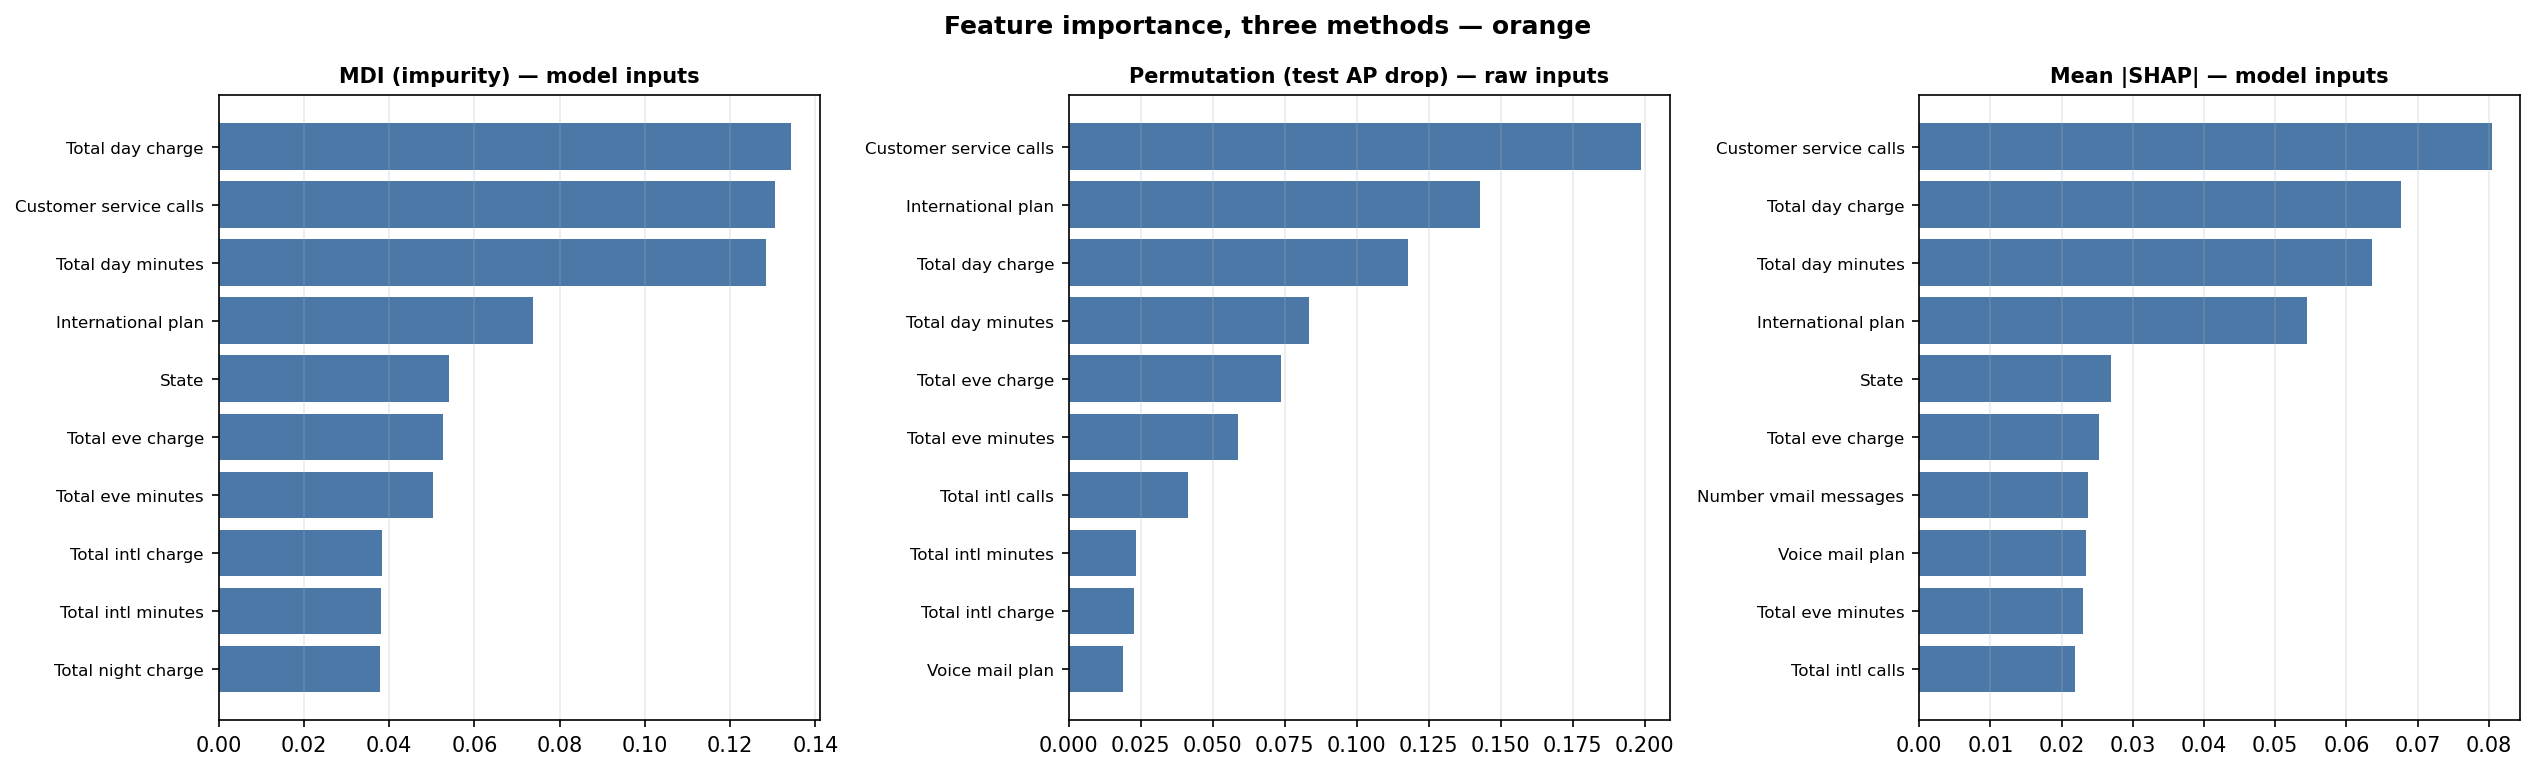 Feature importance, three methods — orange
MDI (impurity) — model inputs
Total day charge
Customer service calls
Total day minutes
International plan
State
Total eve charge
Total eve minutes
Total intl charge
Total intl minutes
Total night charge
0.00 0.02 0.04 0.06 0.08 0.10 0.12 0.14
Permutation (test AP drop) — raw inputs
Customer service calls
International plan
Total day charge
Total day minutes
Total eve charge
Total eve minutes
Total intl calls
Total intl minutes
Total intl charge
Voice mail plan
0.000 0.025 0.050 0.075 0.100 0.125 0.150 0.175 0.200
Mean |SHAP| — model inputs
Customer service calls
Total day charge
Total day minutes
International plan
State
Total eve charge
Number vmail messages
Voice mail plan
Total eve minutes
Total intl calls
0.00 0.01 0.02 0.03 0.04 0.05 0.06 0.07 0.08